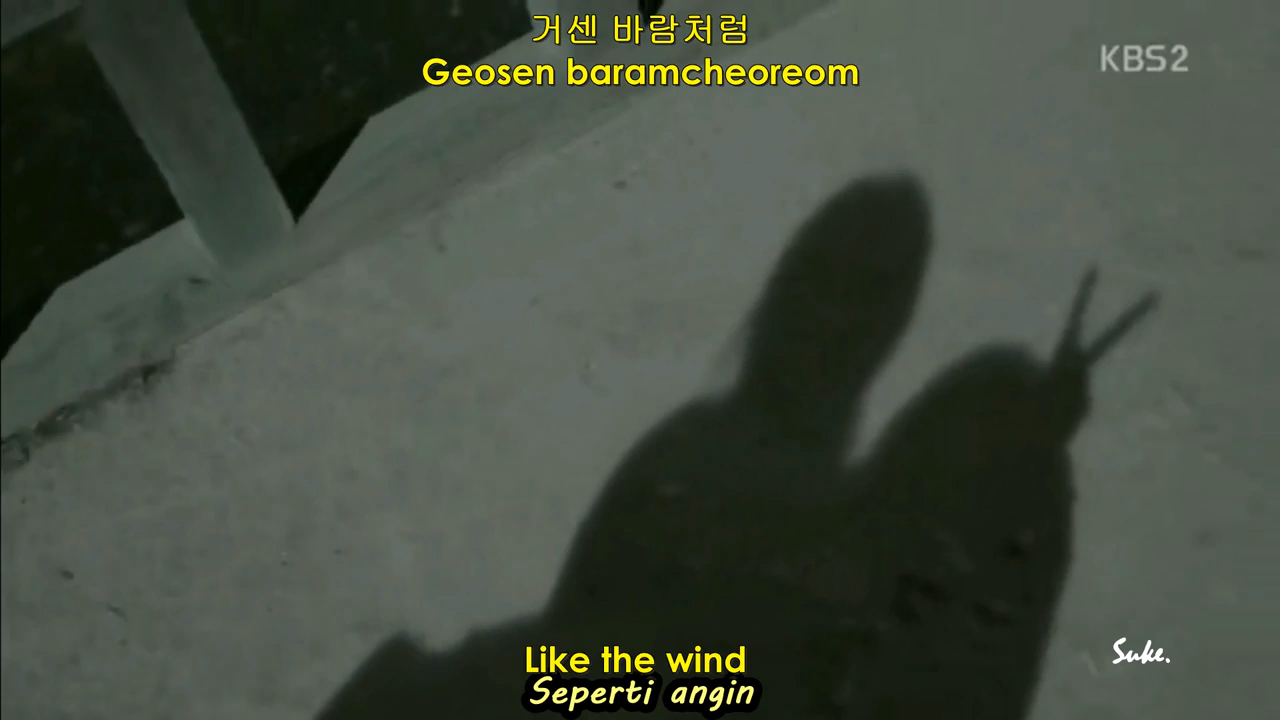 거센 바람처럼
Geosen baramcheoreom
KBS2
Like the wind
Seperti angin
Suke.